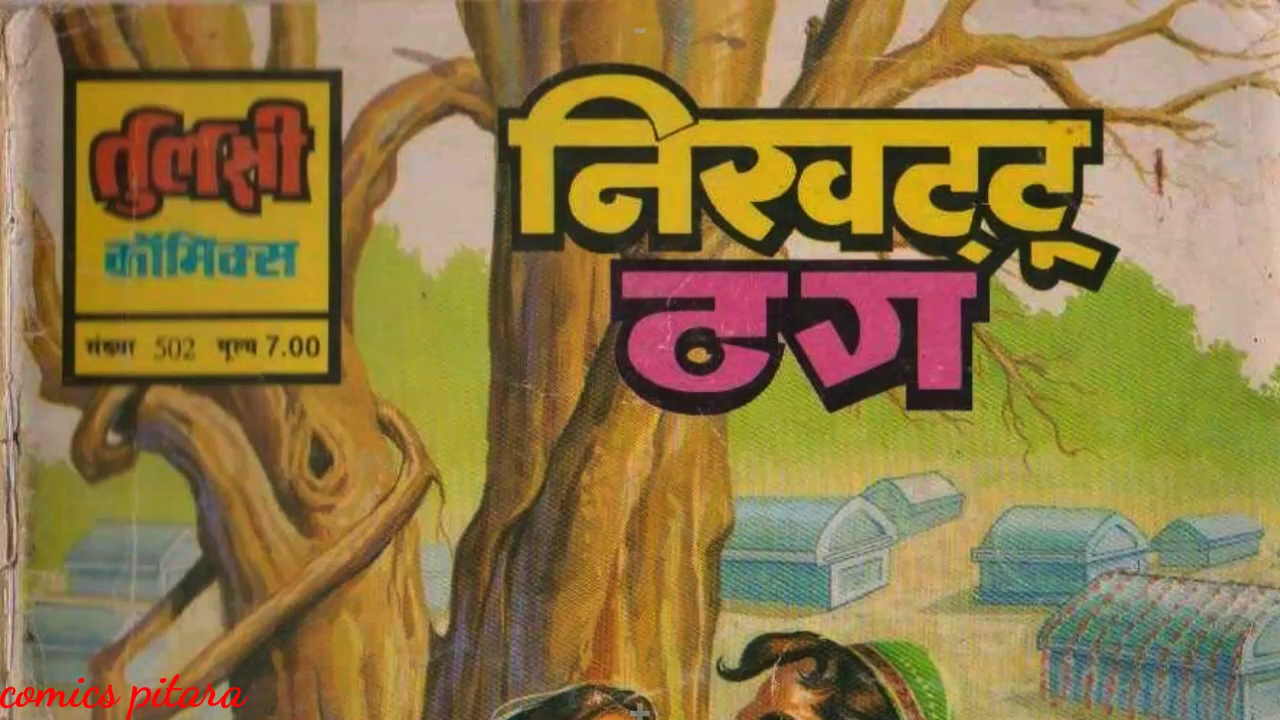 तुलसी
कॉमिक्स
संख्या 502 मूल्य 7.00
निखट्टू
ठग
comics pitara